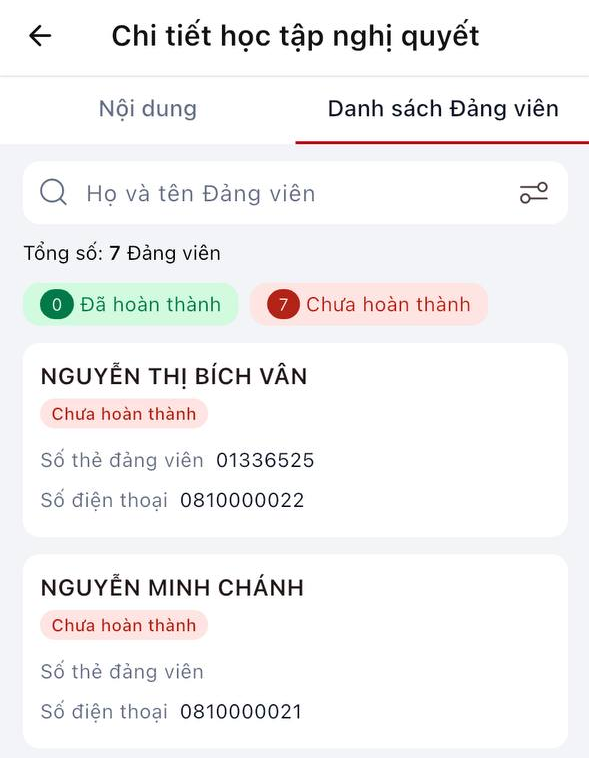 Chi tiết học tập nghị quyết
Nội dung
Danh sách Đảng viên
Họ và tên Đảng viên
Tổng số: 7 Đảng viên
0 Đã hoàn thành
7 Chưa hoàn thành
NGUYỄN THỊ BÍCH VÂN
Chưa hoàn thành
Số thẻ đảng viên 01336525
Số điện thoại 0810000022
NGUYỄN MINH CHÁNH
Chưa hoàn thành
Số thẻ đảng viên
Số điện thoại 0810000021